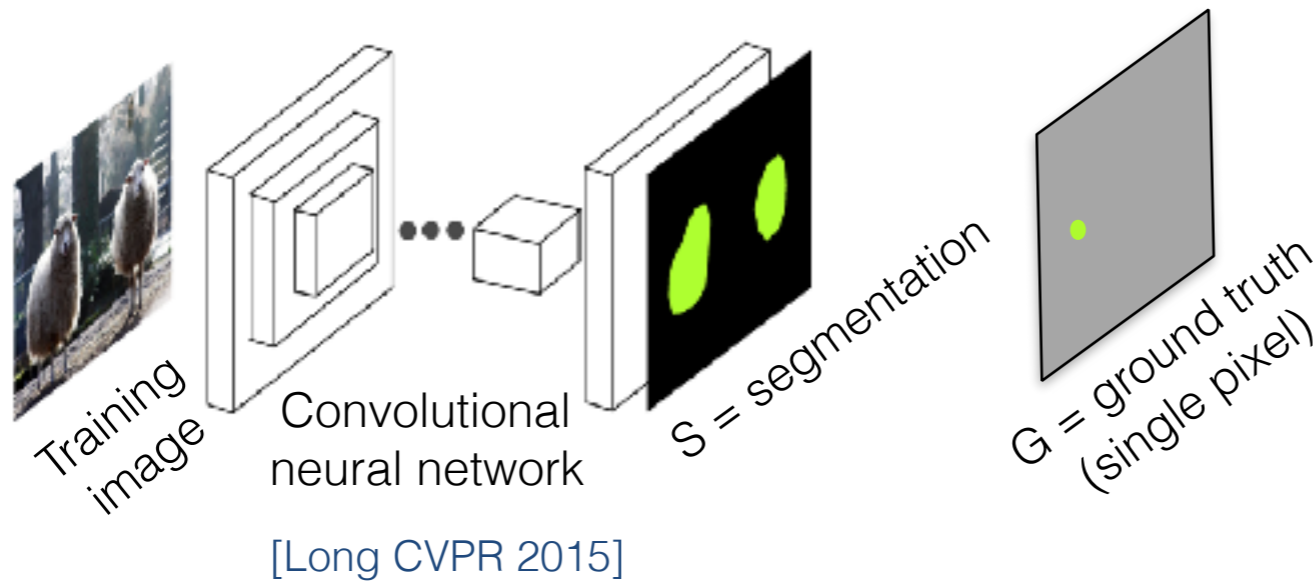 Training
image
Convolutional
neural network
[Long CVPR 2015]
S = segmentation
G = ground truth
(single pixel)